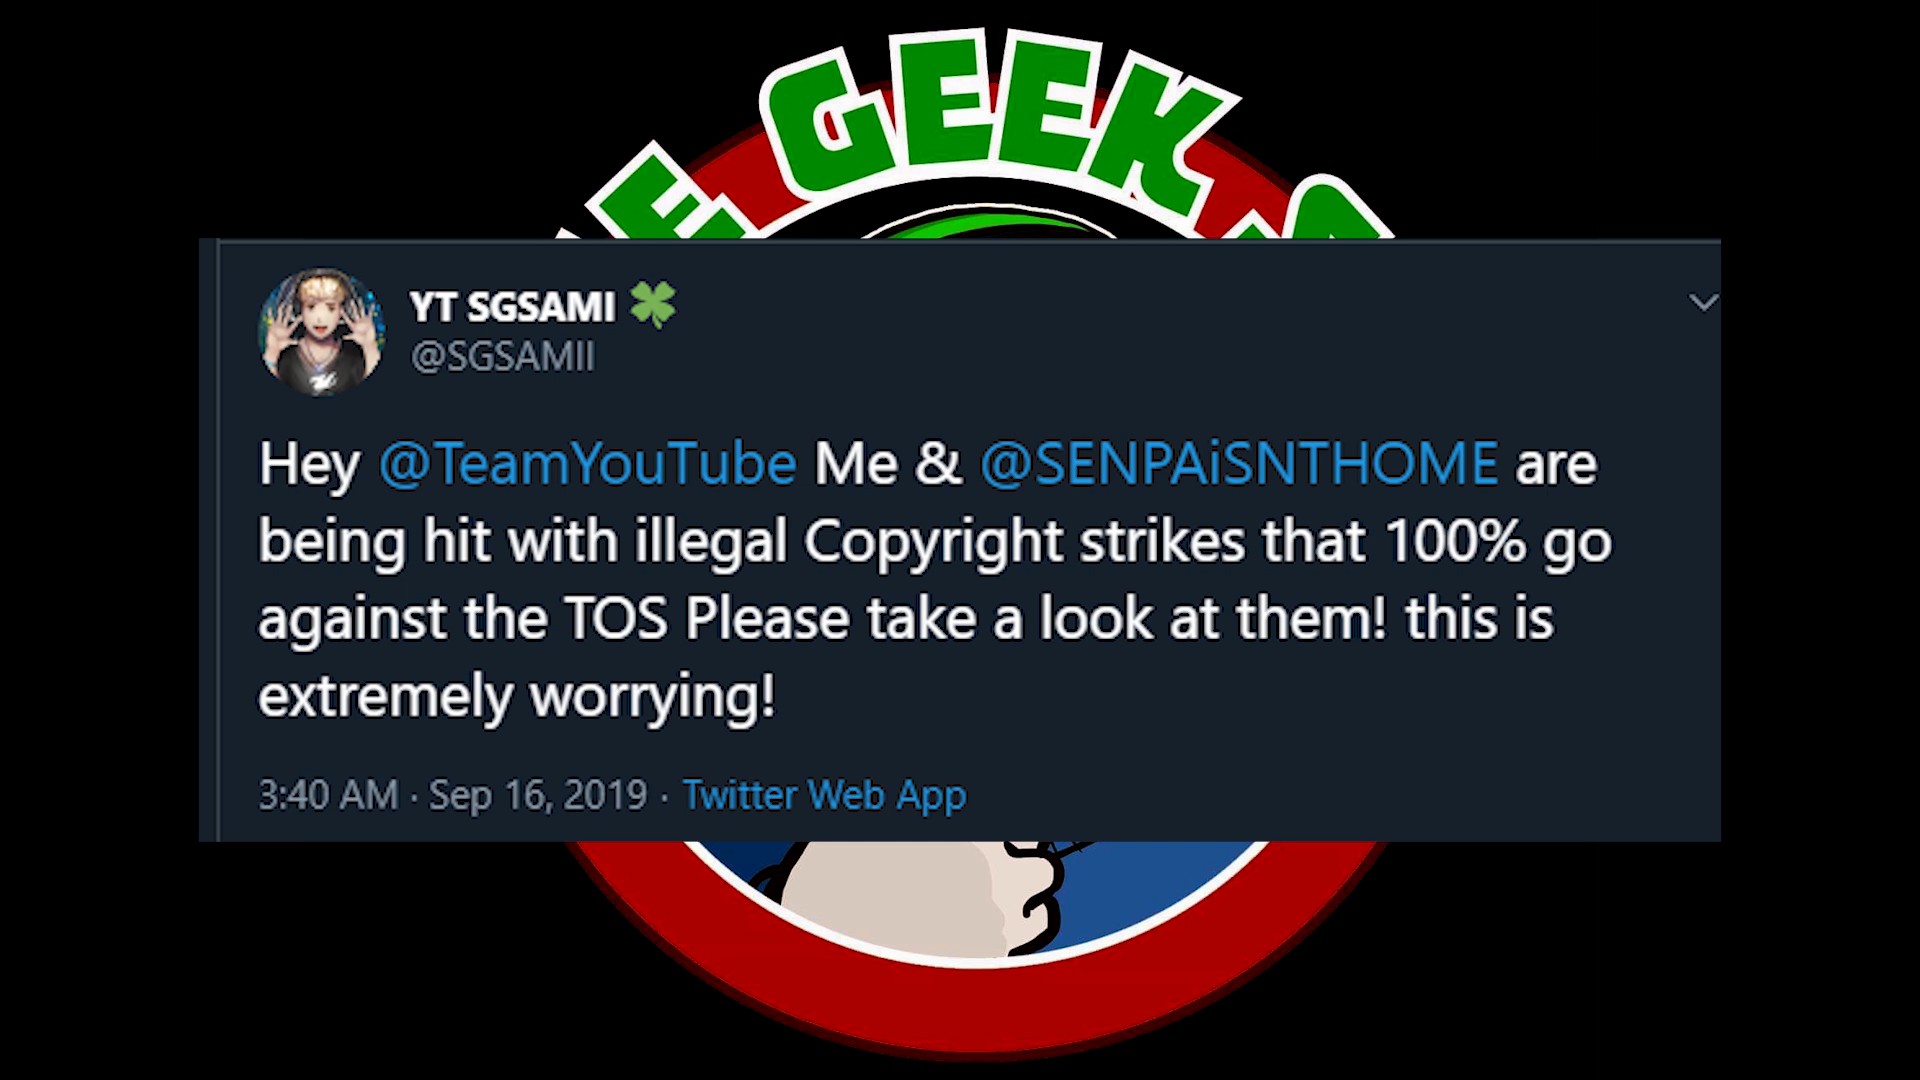 GEEK
YT SGSAMI 🍀
@SGSAMII
Hey @TeamYouTube Me & @SENPAiSNTHOME are
being hit with illegal Copyright strikes that 100% go
against the TOS Please take a look at them! this is
extremely worrying!
3:40 AM · Sep 16, 2019 · Twitter Web App